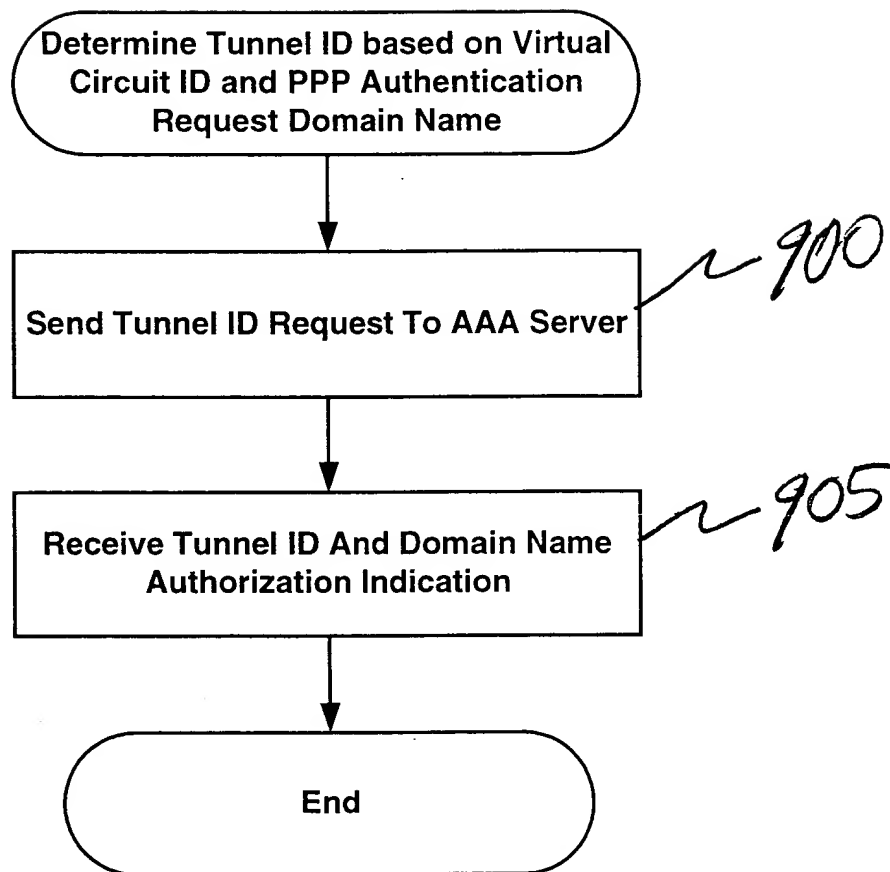 Determine Tunnel ID based on Virtual
Circuit ID and PPP Authentication
Request Domain Name
900
Send Tunnel ID Request To AAA Server
905
Receive Tunnel ID And Domain Name
Authorization Indication
End